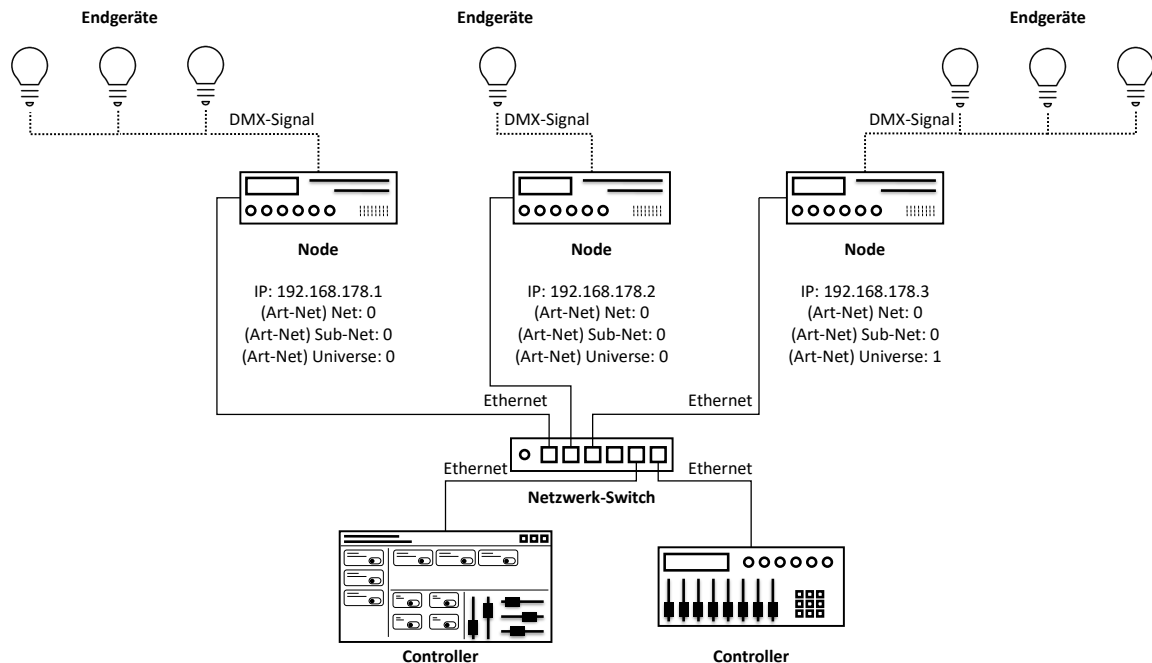 Endgeräte
Endgeräte
Endgeräte
DMX-Signal
DMX-Signal
DMX-Signal
Node
IP: 192.168.178.1
(Art-Net) Net: 0
(Art-Net) Sub-Net: 0
(Art-Net) Universe: 0
Node
IP: 192.168.178.2
(Art-Net) Net: 0
(Art-Net) Sub-Net: 0
(Art-Net) Universe: 0
Node
IP: 192.168.178.3
(Art-Net) Net: 0
(Art-Net) Sub-Net: 0
(Art-Net) Universe: 1
Ethernet
Ethernet
Ethernet
Ethernet
Netzwerk-Switch
Controller
Controller